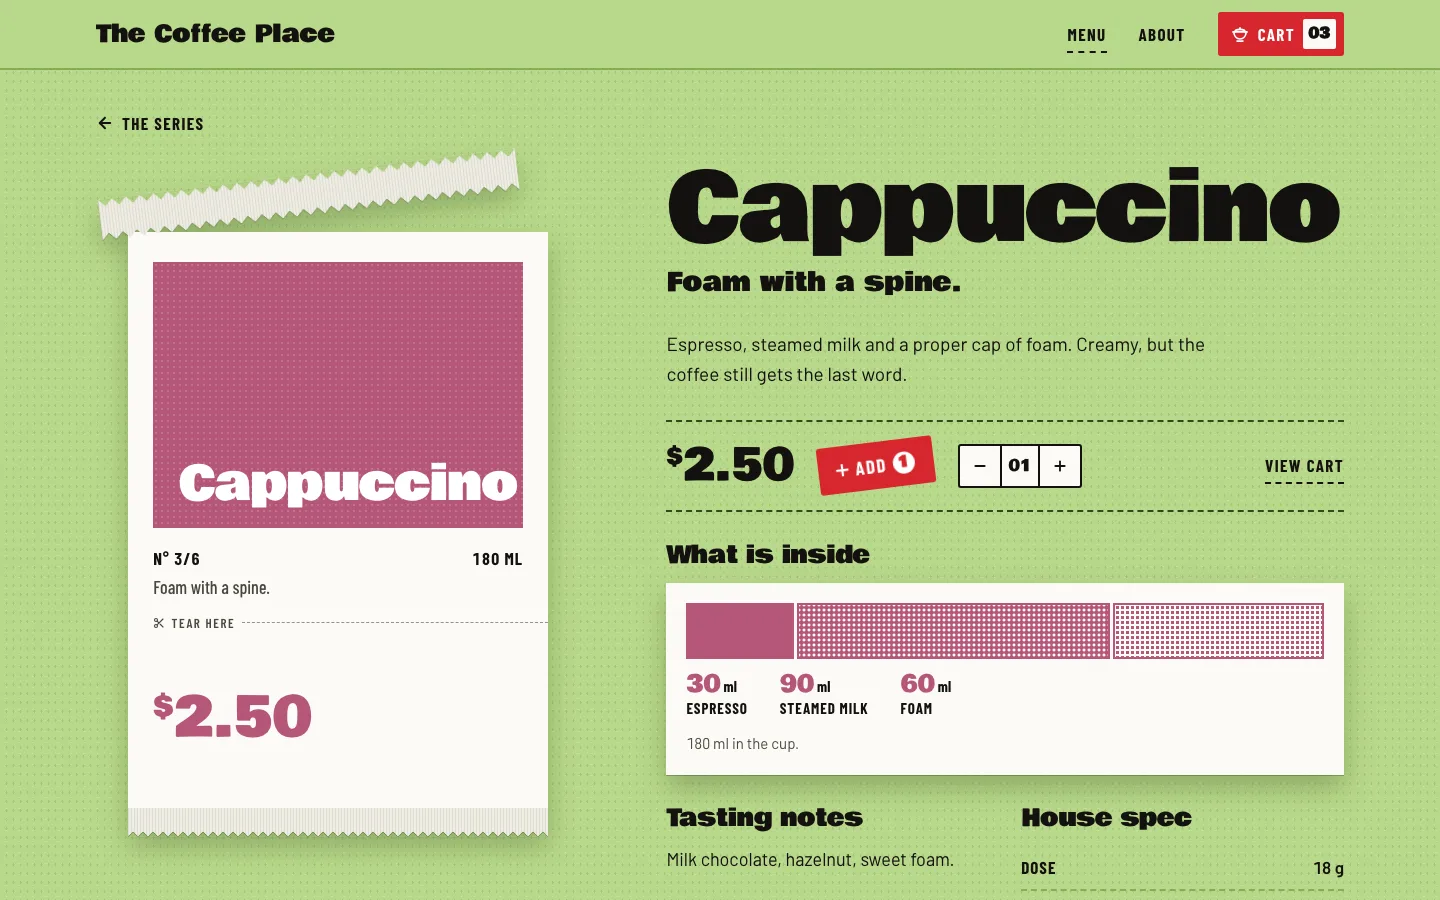 The Coffee Place
MENU
ABOUT
CART 03
← THE SERIES
Cappuccino
N° 3/6
180 ML
Foam with a spine.
TEAR HERE
$2.50
Cappuccino
Foam with a spine.
Espresso, steamed milk and a proper cap of foam. Creamy, but the
coffee still gets the last word.
$2.50
+ ADD 1
− 01 +
VIEW CART
What is inside
30 ml
ESPRESSO
90 ml
STEAMED MILK
60 ml
FOAM
180 ml in the cup.
Tasting notes
Milk chocolate, hazelnut, sweet foam.
House spec
DOSE
18 g